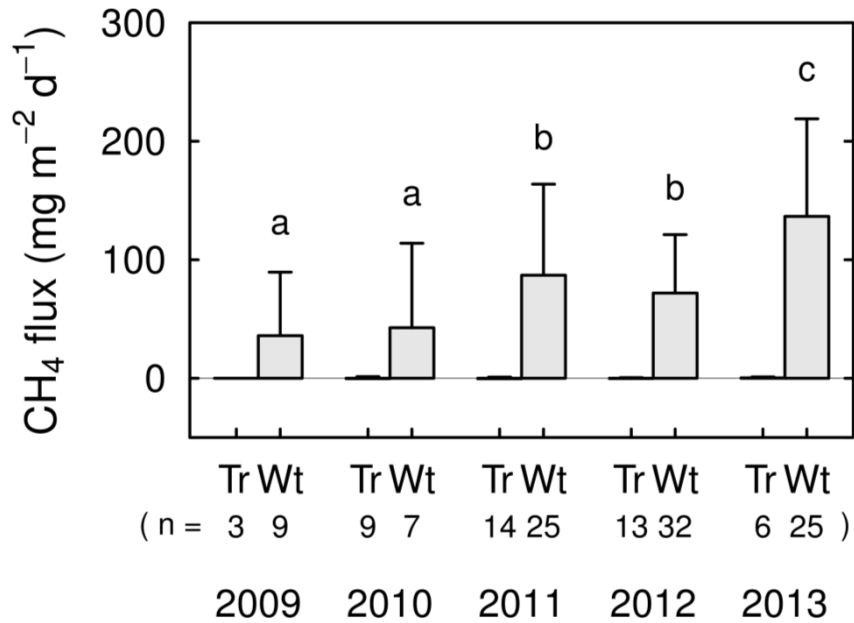 CH₄ flux (mg m⁻² d⁻¹)
300
200
100
0
a
a
b
b
c
Tr Wt Tr Wt Tr Wt Tr Wt Tr Wt
( n = 3 9 9 7 14 25 13 32 6 25 )
2009 2010 2011 2012 2013